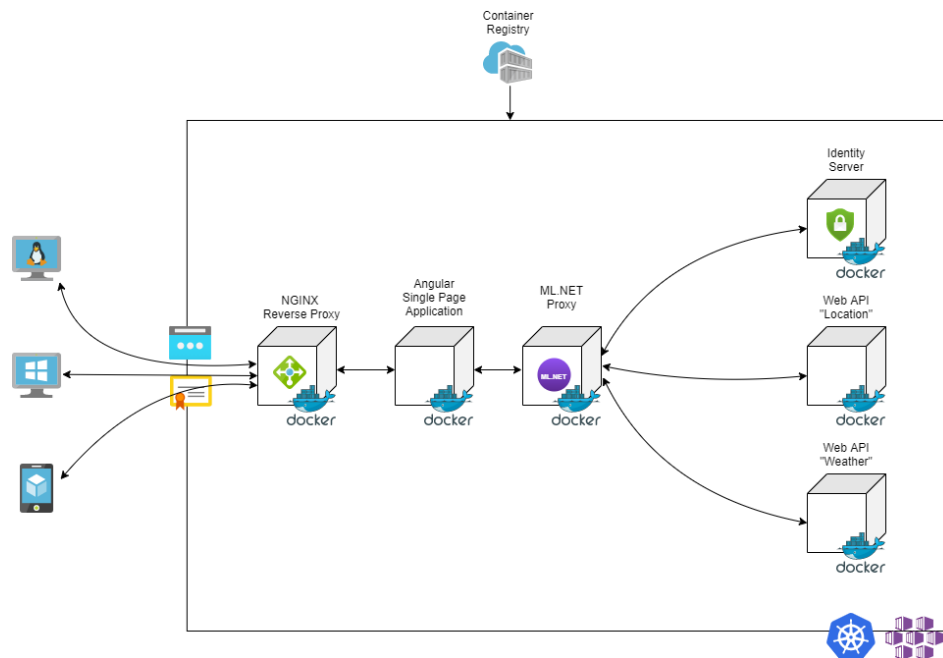 Container
Registry
Identity
Server
docker
NGINX
Reverse Proxy
docker
Angular
Single Page
Application
docker
ML.NET
Proxy
ML.NET
docker
Web API
"Location"
docker
Web API
"Weather"
docker